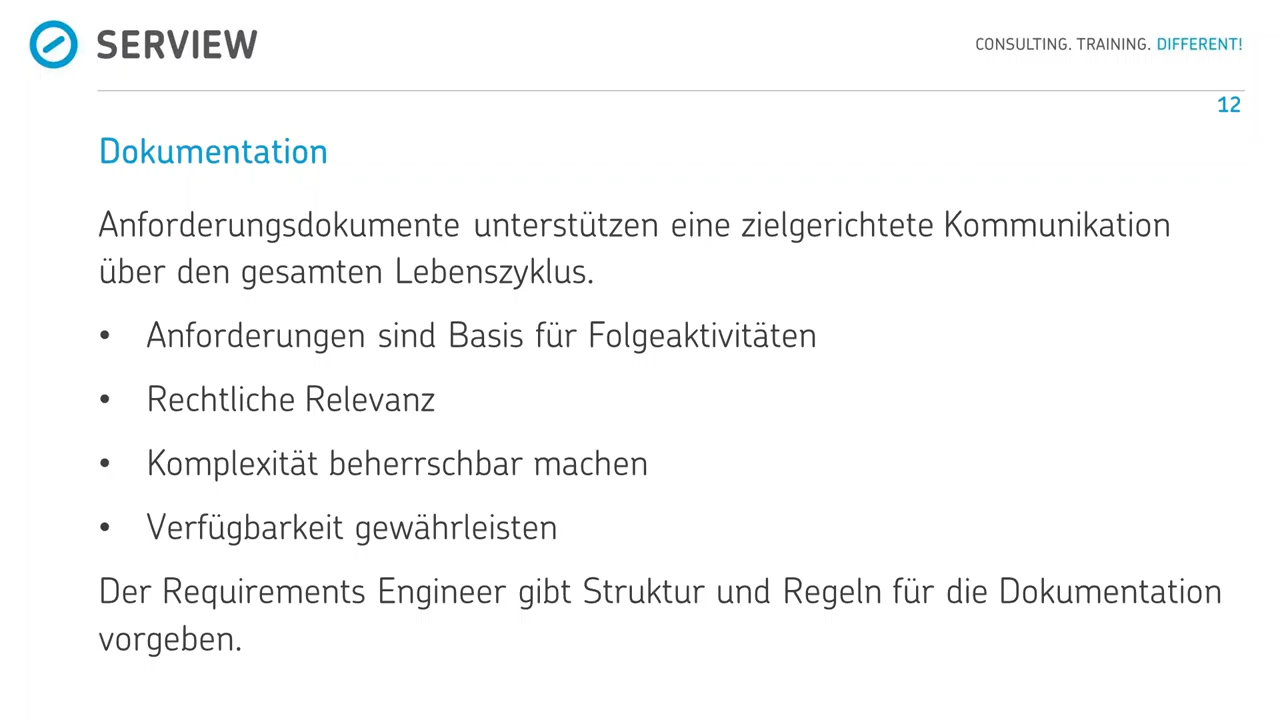 SERVIEW
CONSULTING. TRAINING. DIFFERENT!
12
Dokumentation
Anforderungsdokumente unterstützen eine zielgerichtete Kommunikation
über den gesamten Lebenszyklus.
• Anforderungen sind Basis für Folgeaktivitäten
• Rechtliche Relevanz
• Komplexität beherrschbar machen
• Verfügbarkeit gewährleisten
Der Requirements Engineer gibt Struktur und Regeln für die Dokumentation
vorgeben.